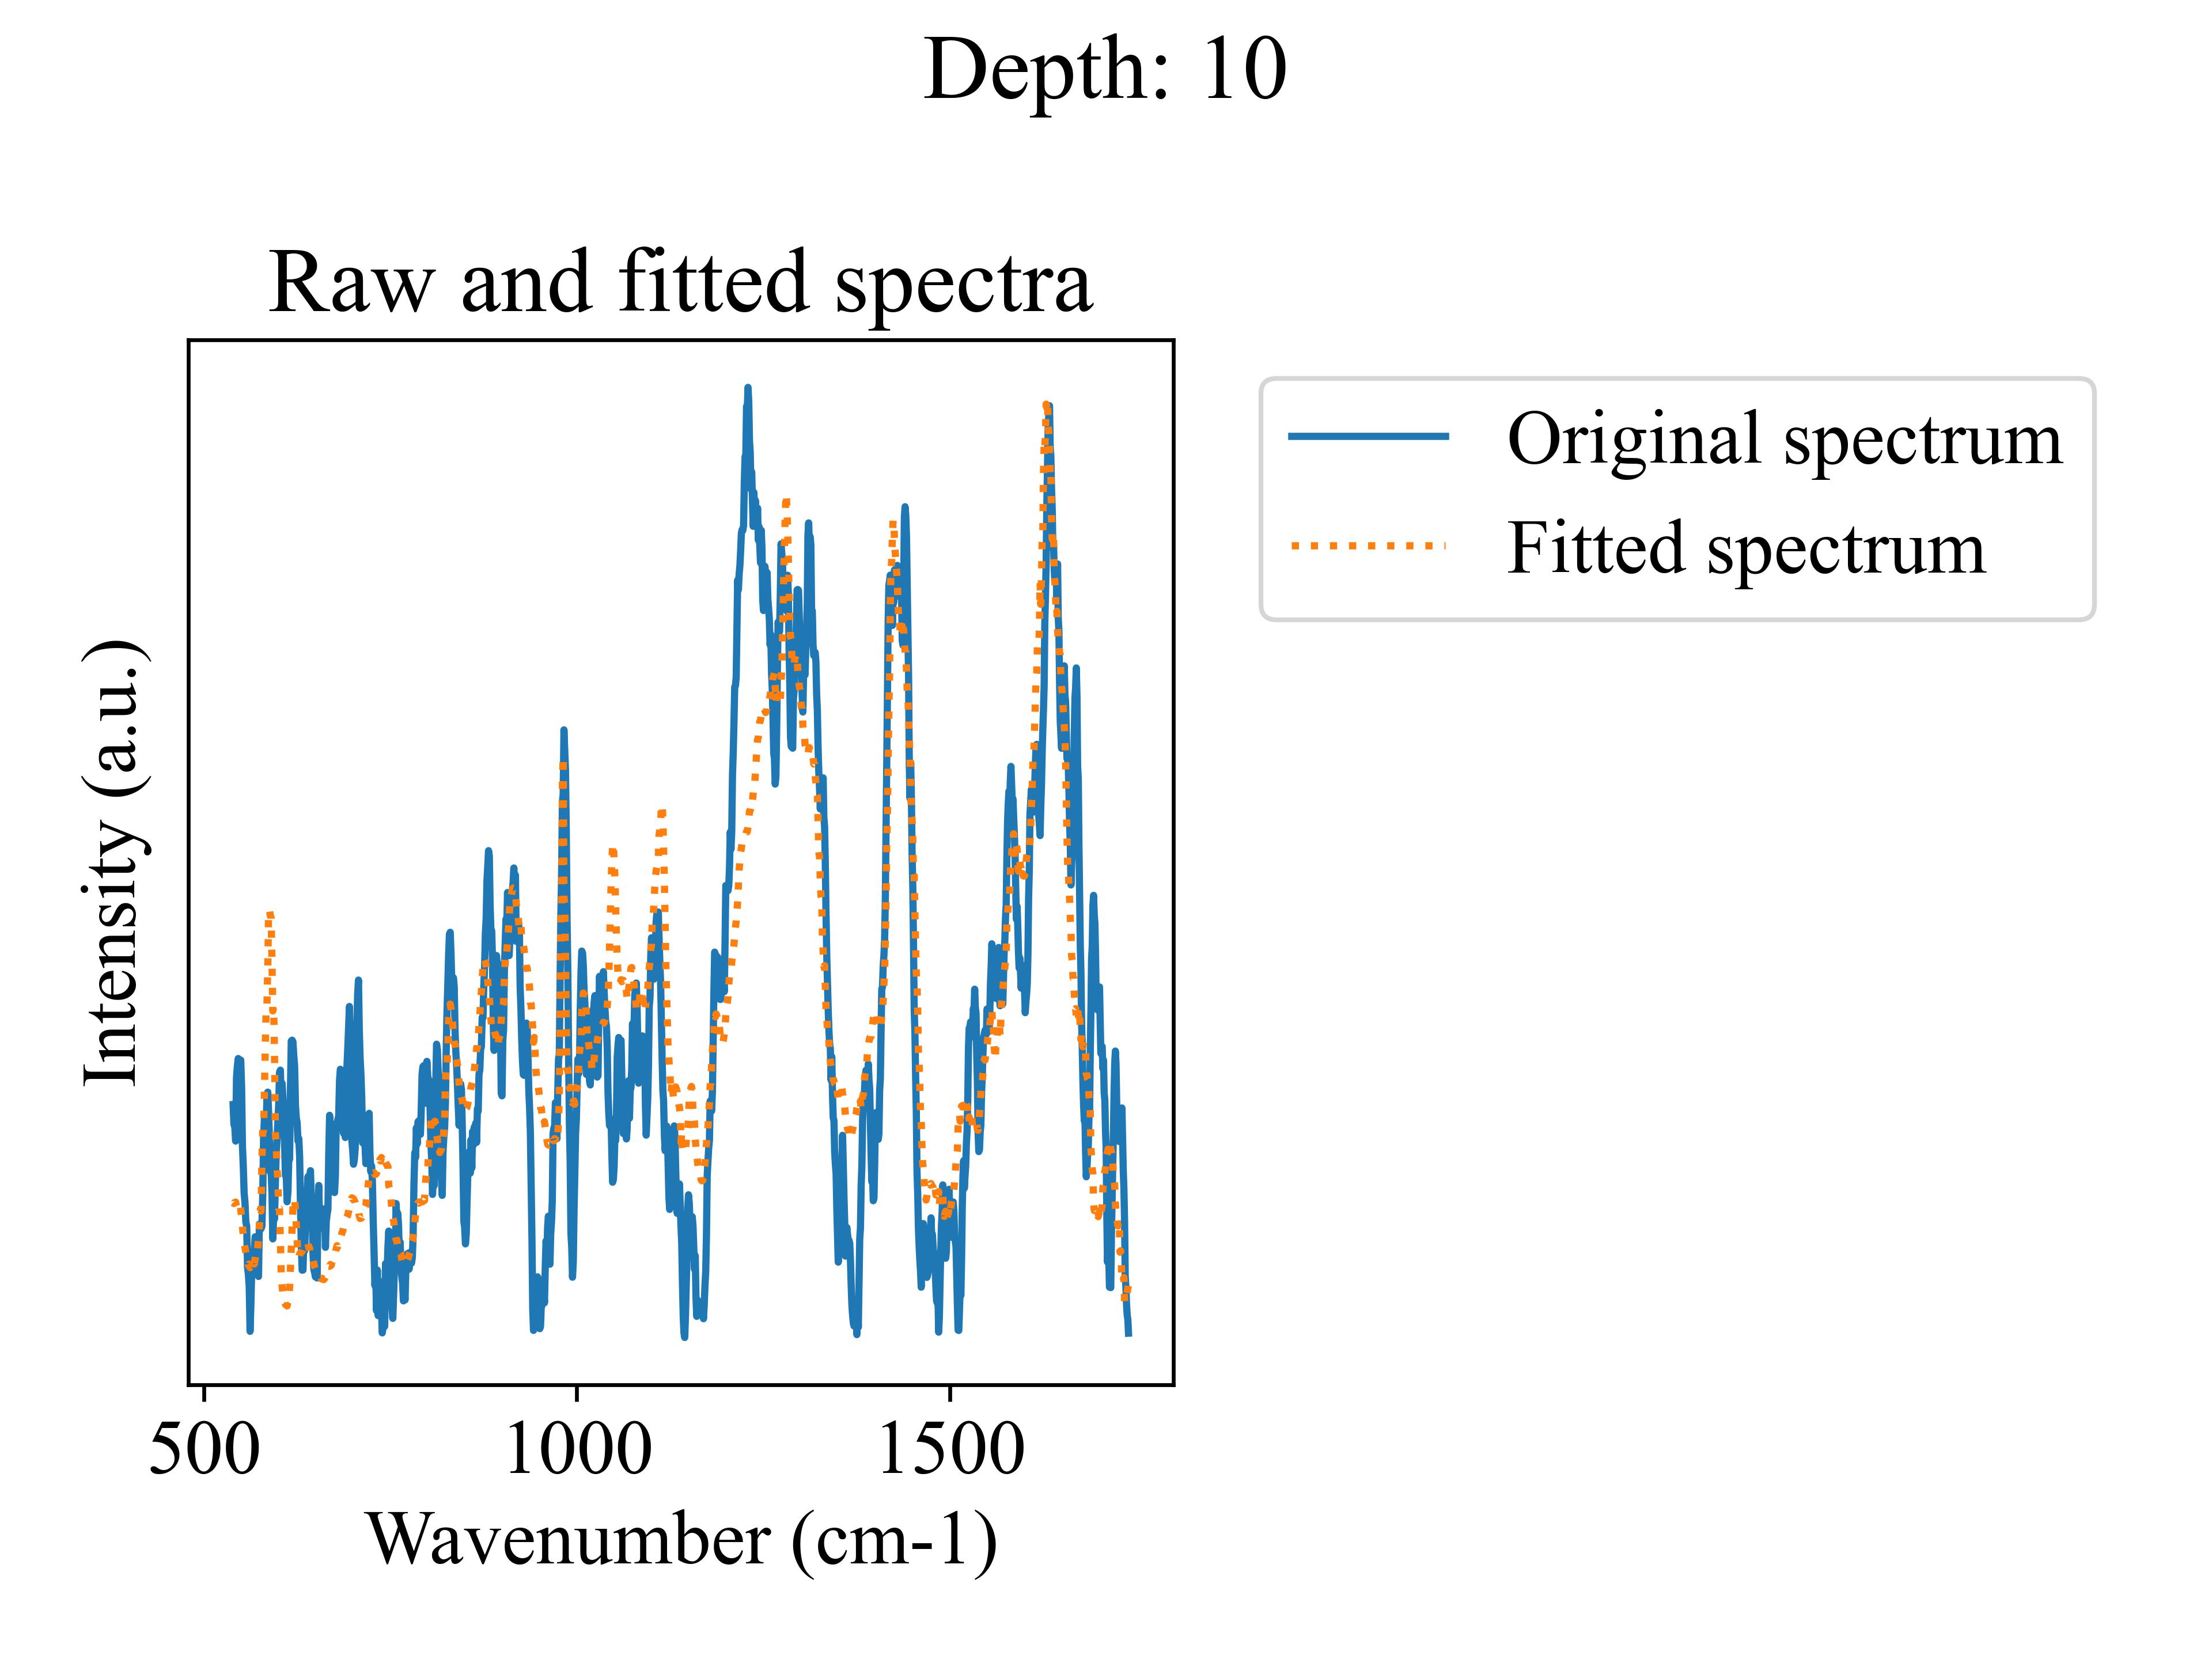 Depth: 10
Raw and fitted spectra
Original spectrum
Fitted spectrum
Intensity (a.u.)
500 1000 1500
Wavenumber (cm-1)